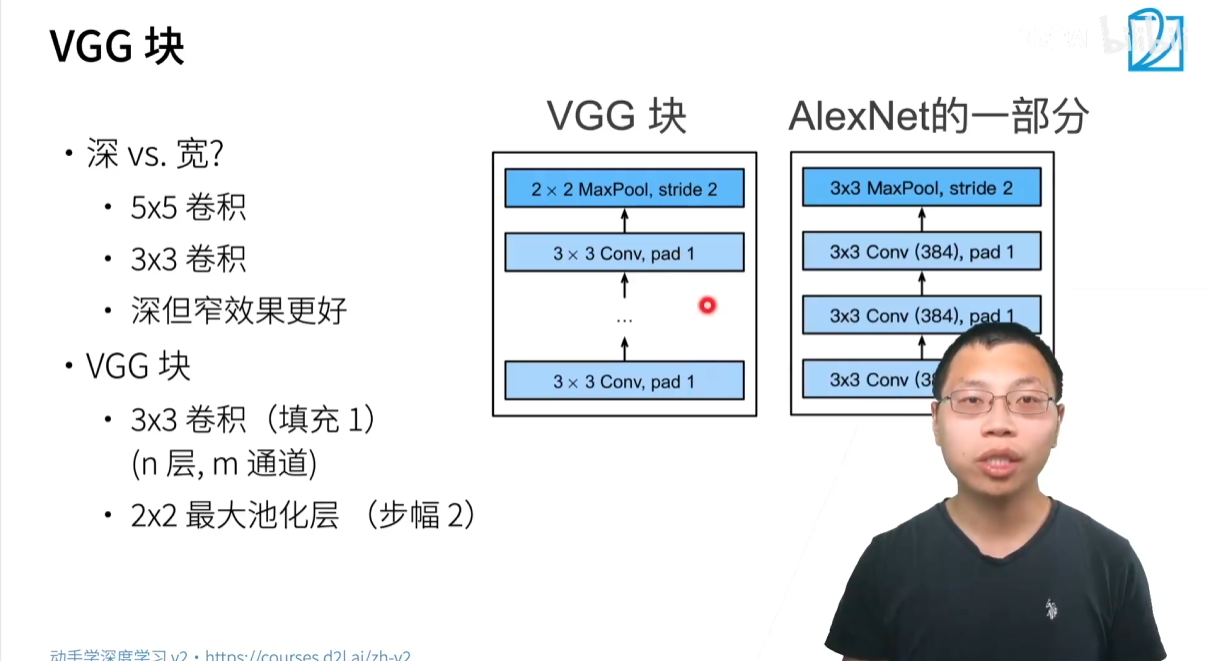 VGG 块
bilibili
• 深 vs. 宽?
• 5x5 卷积
• 3x3 卷积
• 深但窄效果更好
• VGG 块
• 3x3 卷积（填充 1）
(n 层, m 通道)
• 2x2 最大池化层 （步幅 2）
VGG 块
2 × 2 MaxPool, stride 2
3 × 3 Conv, pad 1
...
3 × 3 Conv, pad 1
AlexNet的一部分
3x3 MaxPool, stride 2
3x3 Conv (384), pad 1
3x3 Conv (384), pad 1
3x3 Conv (38
动手学深度学习 v2 • https://courses.d2l.ai/zh-v2